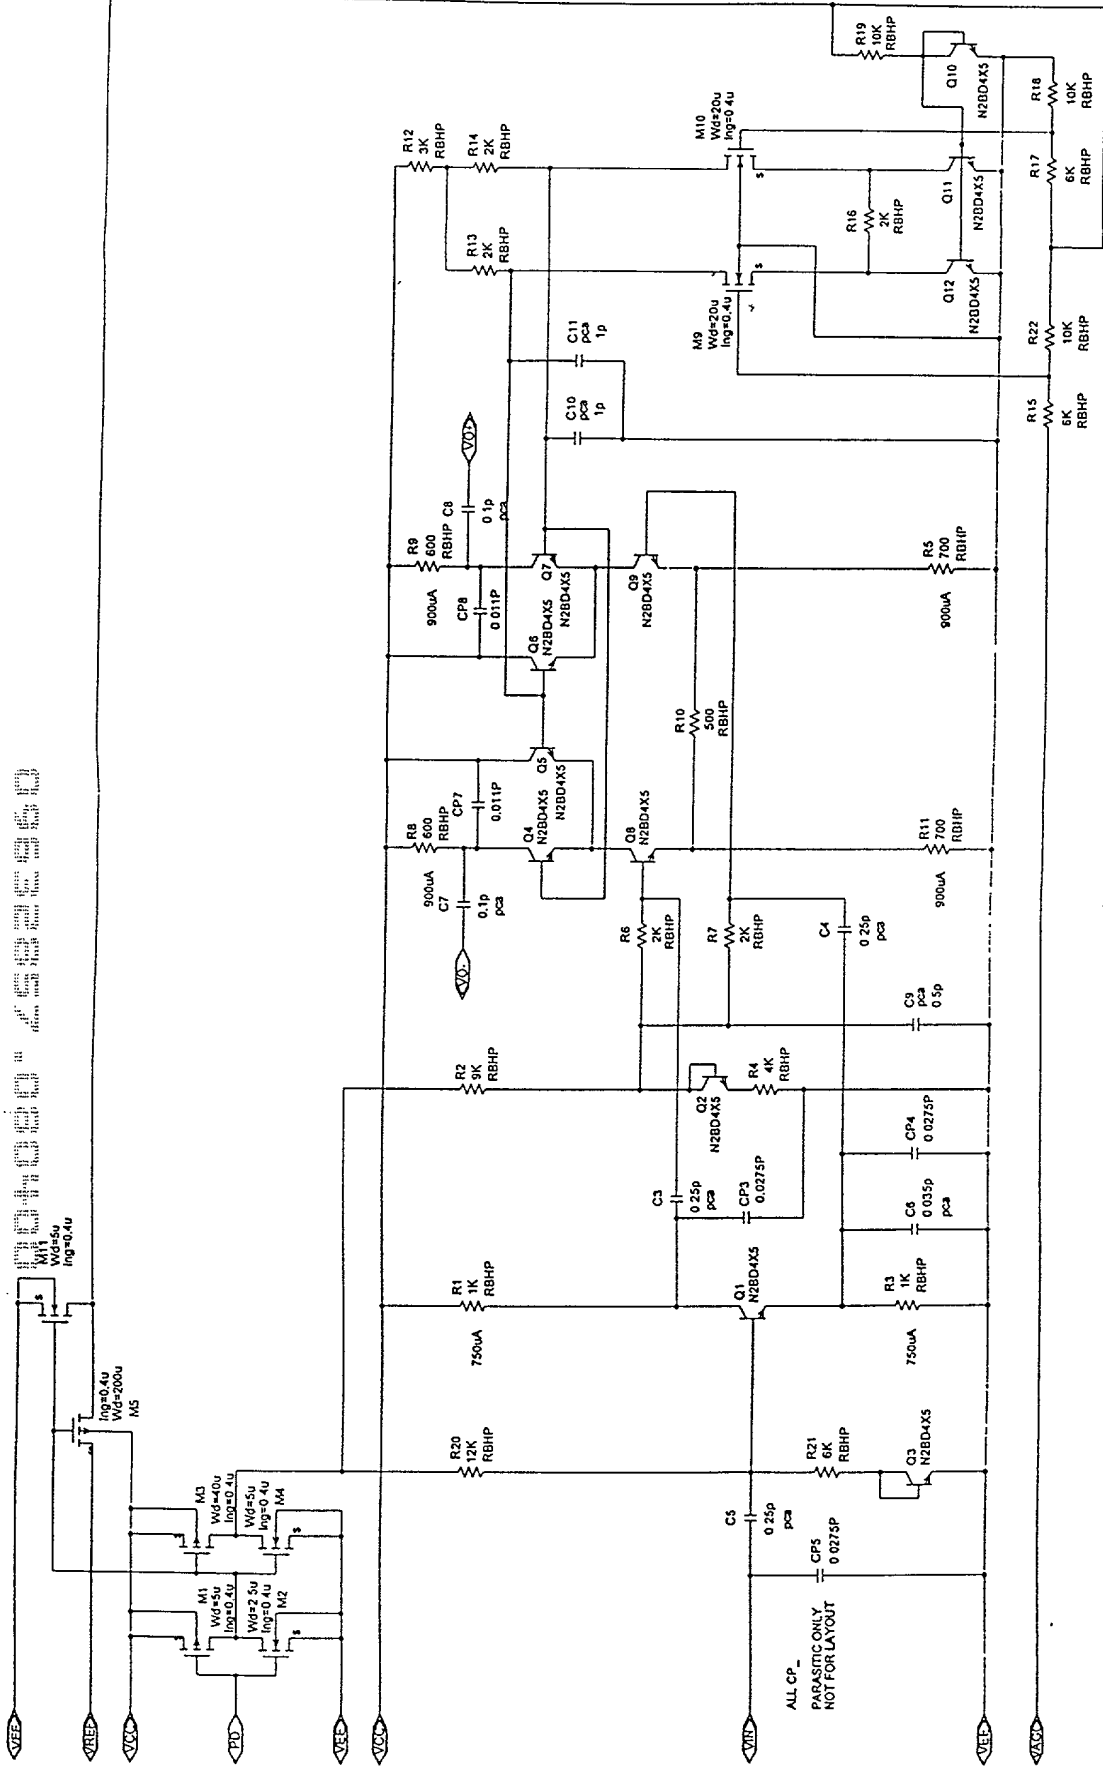 VEE
VREF
VCC
PD
VEE
VCC
VIN
VEE
VAGC
M11
Wd=5u
lng=0.4u
lng=0.4u
Wd=200u
M5
M3
Wd=40u
lng=0.4u
Wd=5u
lng=0.4u
M4
M1
Wd=5u
lng=0.4u
Wd=2.5u
lng=0.4u
M2
R20
12K
RBHP
R1
1K
RBHP
750uA
R2
9K
RBHP
C5
0.25p
pca
CP5
0.0275P
ALL CP_
PARASITIC ONLY
NOT FOR LAYOUT
R21
6K
RBHP
Q3
N2BD4X5
Q1
N2BD4X5
750uA
R3
1K
RBHP
C3
0.25p
pca
CP3
0.0275P
C6
0.035p
pca
CP4
0.0275P
Q2
N2BD4X5
R4
4K
RBHP
C9
pca
0.5p
C4
0.25p
pca
R6
2K
RBHP
R7
2K
RBHP
VO-
C7
0.1p
pca
900uA
R8
600
RBHP
CP7
0.011P
Q4
N2BD4X5
Q5
N2BD4X5
Q8
N2BD4X5
R11
700
RBHP
900uA
R10
500
RBHP
Q6
N2BD4X5
Q7
N2BD4X5
CP8
0.011P
900uA
R9
600
RBHP
C8
0.1p
pca
VO+
Q9
N2BD4X5
R5
700
RBHP
900uA
C10
pca
1p
C11
pca
1p
R12
3K
RBHP
R13
2K
RBHP
R14
2K
RBHP
M9
Wd=20u
lng=0.4u
M10
Wd=20u
lng=0.4u
R16
2K
RBHP
Q12
N2BD4X5
Q11
N2BD4X5
Q10
N2BD4X5
R19
10K
RBHP
R15
6K
RBHP
R22
10K
RBHP
R17
6K
RBHP
R18
10K
RBHP